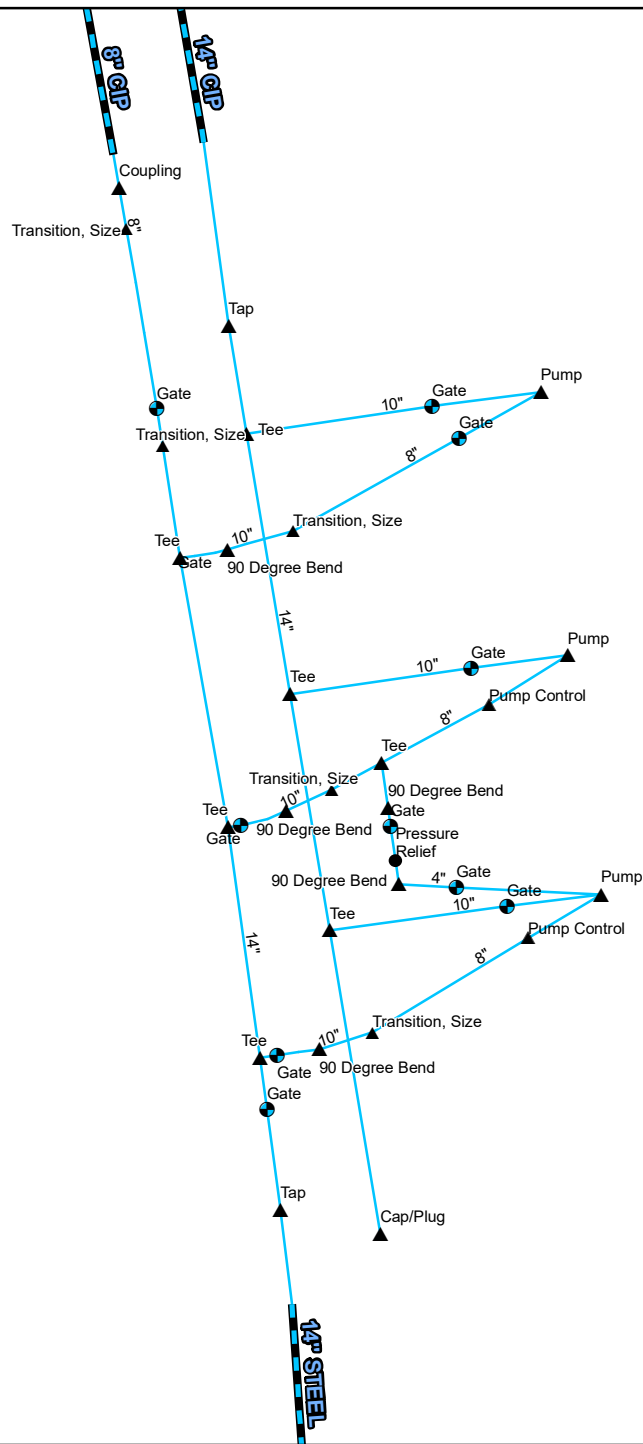 8" CIP
14" CIP
Coupling
Transition, Size
8"
Tap
Pump
Gate
10"
Gate
Gate
Transition, Size
Tee
8"
Transition, Size
10"
Tee
Gate
90 Degree Bend
14"
Pump
Gate
10"
Tee
Pump Control
8"
Tee
Transition, Size
90 Degree Bend
10"
Tee
Gate
90 Degree Bend
Gate
Pressure
Relief
90 Degree Bend
4"
Gate
Pump
Gate
10"
Tee
Pump Control
14"
8"
Transition, Size
10"
Tee
Gate
90 Degree Bend
Gate
Tap
Cap/Plug
14" STEEL